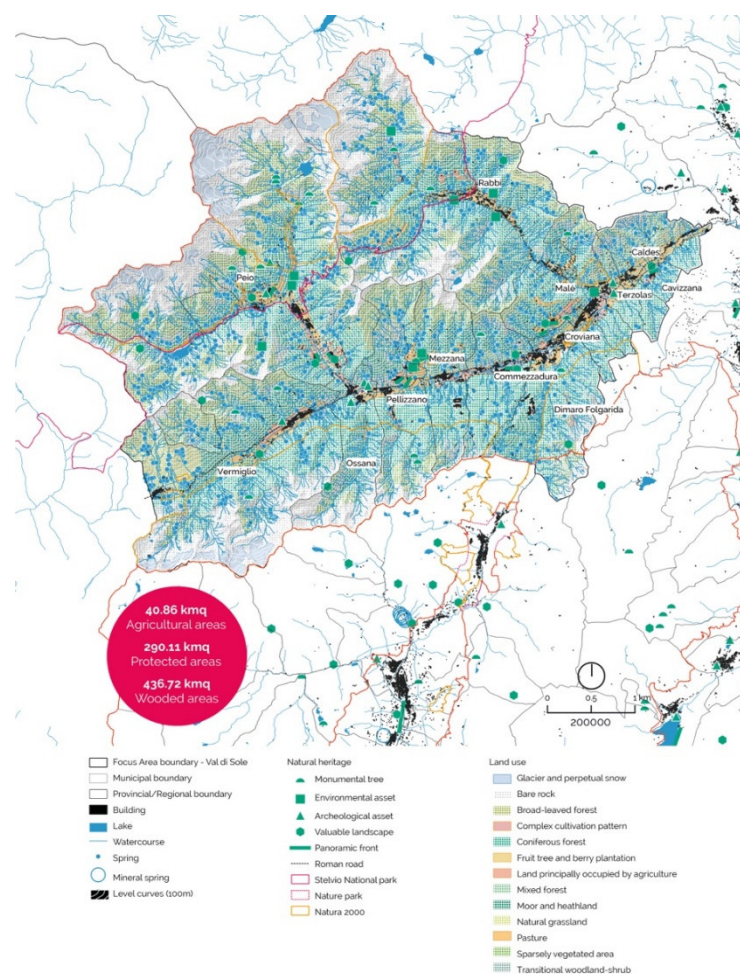 Rabbi
Caldes
Peio
Malé
Cavizzana
Terzolas
Croviana
Mezzana
Commezzadura
Pellizzano
Dimaro Folgarida
Ossana
Vermiglio
40.86 kmq
Agricultural areas
290.11 kmq
Protected areas
436.72 kmq
Wooded areas
0 0.5 1 km
200000
Focus Area boundary - Val di Sole
Municipal boundary
Provincial/Regional boundary
Building
Lake
Watercourse
Spring
Mineral spring
Level curves (100m)
Natural heritage
Monumental tree
Environmental asset
Archeological asset
Valuable landscape
Panoramic front
Roman road
Stelvio National park
Nature park
Natura 2000
Land use
Glacier and perpetual snow
Bare rock
Broad-leaved forest
Complex cultivation pattern
Coniferous forest
Fruit tree and berry plantation
Land principally occupied by agriculture
Mixed forest
Moor and heathland
Natural grassland
Pasture
Sparsely vegetated area
Transitional woodland-shrub